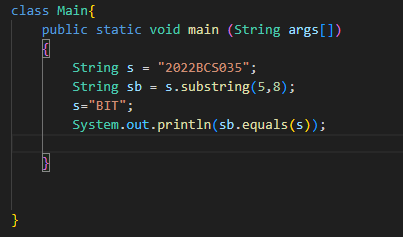 class Main{
public static void main (String args[])
{
String s = "2022BCS035";
String sb = s.substring(5,8);
s="BIT";
System.out.println(sb.equals(s));
}
}